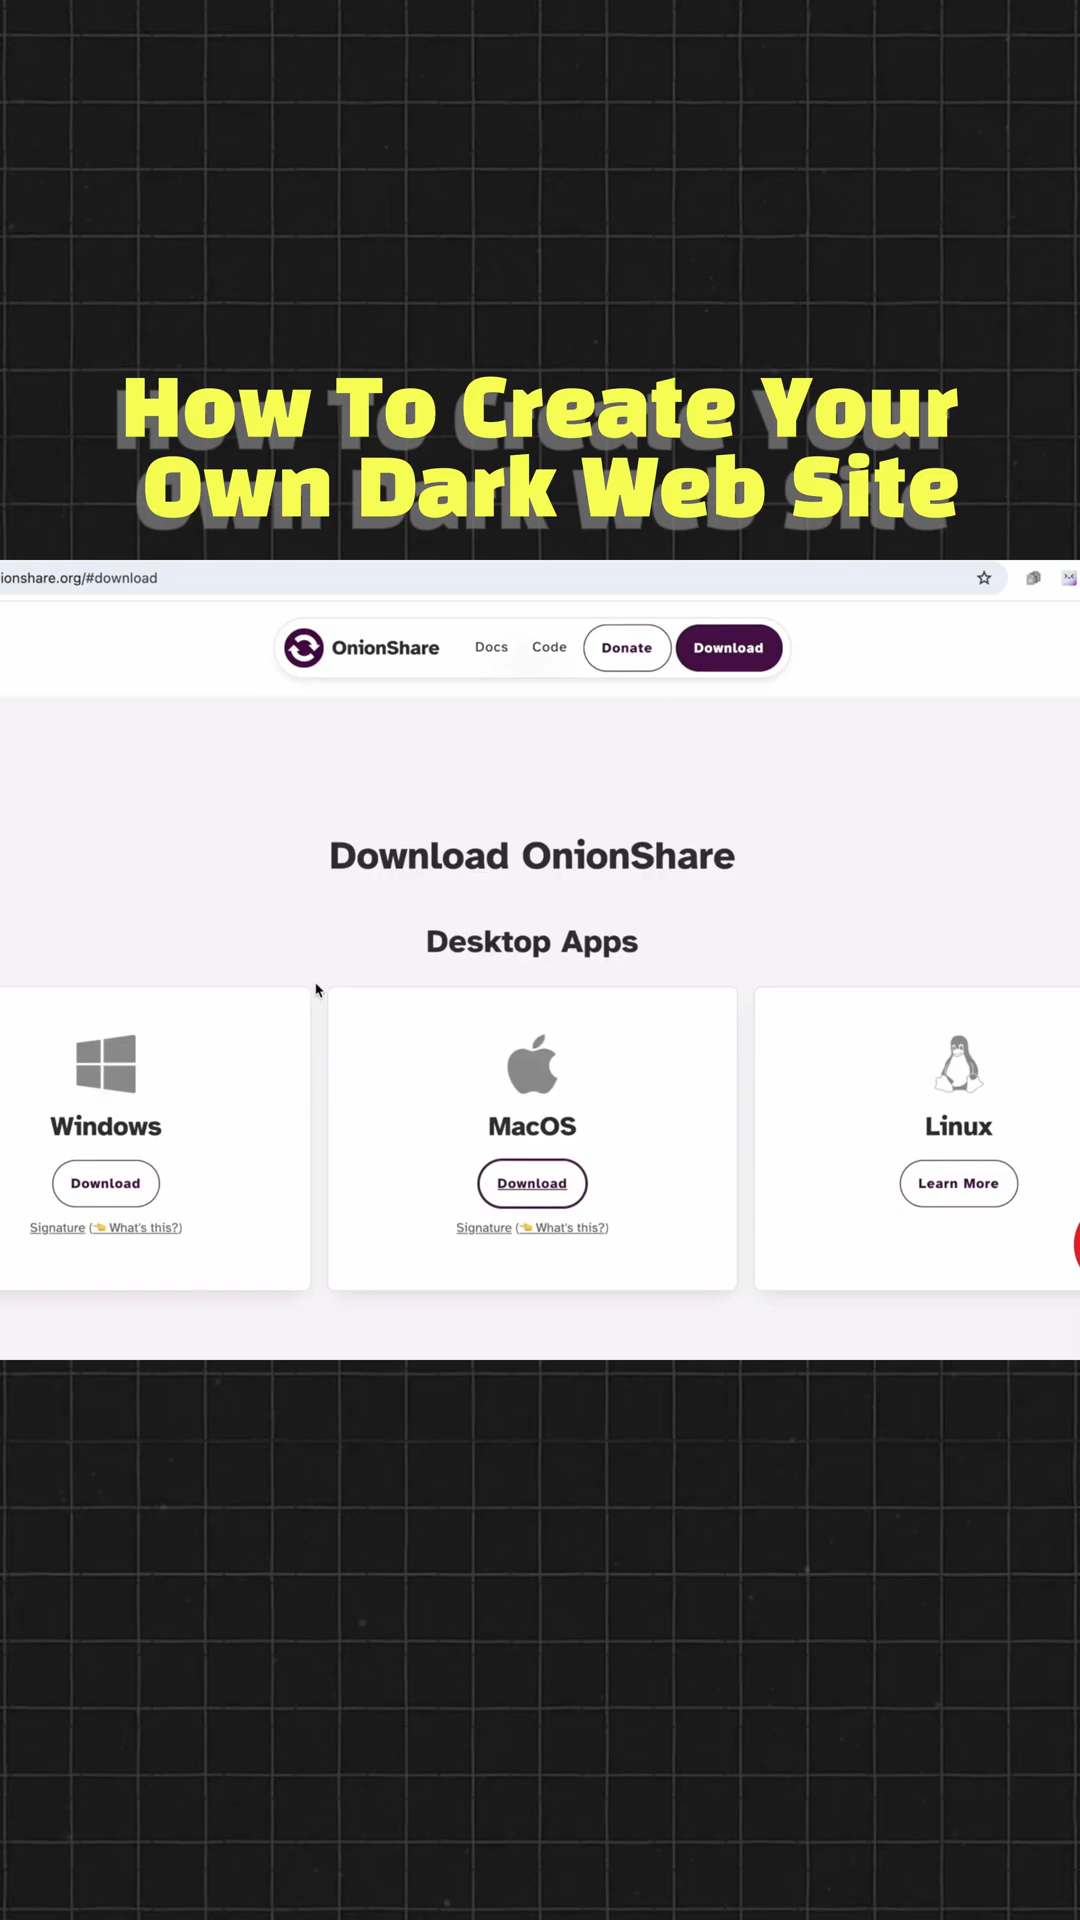 How To Create Your
Own Dark Web Site
ionshare.org/#download
OnionShare Docs Code Donate Download
Download OnionShare
Desktop Apps
Windows MacOS Linux
Download Download Learn More
Signature (👈 What's this?) Signature (👈 What's this?)